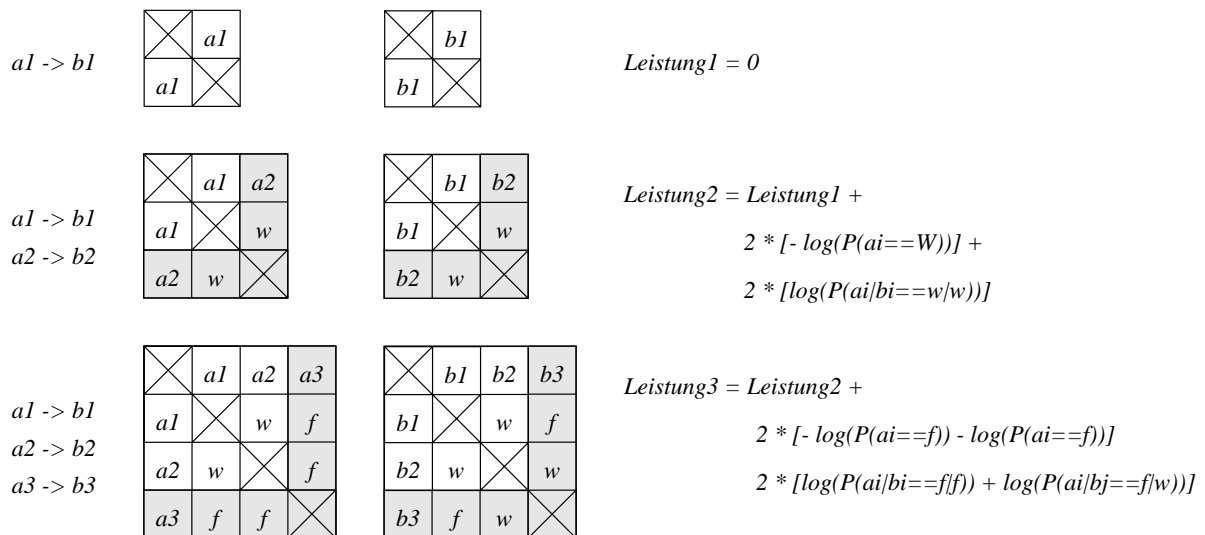 a1 a1 -> b1 a1 b1 b1 Leistung1 = 0
a1 a2 b1 b2 Leistung2 = Leistung1 +
a1 -> b1 a1 w b1 w 2 * [- log(P(ai==W))] +
a2 -> b2 a2 w b2 w 2 * [log(P(ai|bi==w|w))]
a1 a2 a3 b1 b2 b3 Leistung3 = Leistung2 +
a1 -> b1 a1 w f b1 w f 2 * [- log(P(ai==f)) - log(P(ai==f))]
a2 -> b2 a2 w f b2 w w 2 * [log(P(ai|bi==f|f)) + log(P(ai|bj==f|w))]
a3 -> b3 a3 f f b3 f w